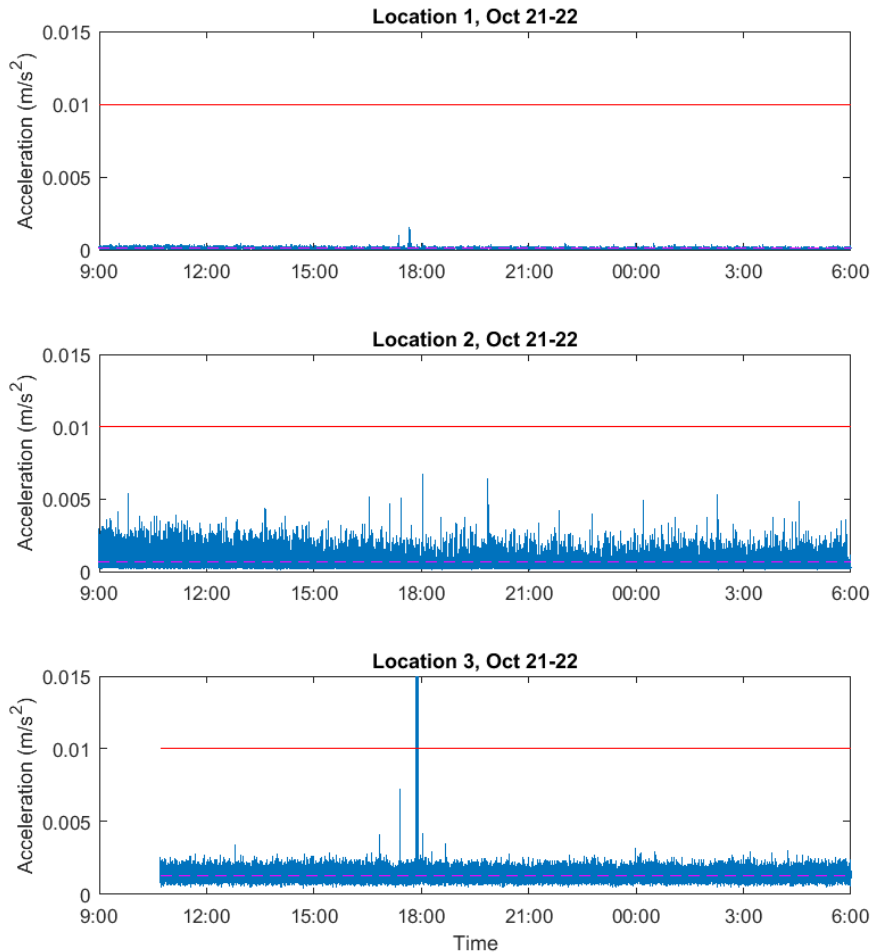 Location 1, Oct 21-22
0.015
0.01
0.005
0
Acceleration (m/s²)
9:00 12:00 15:00 18:00 21:00 00:00 3:00 6:00
Location 2, Oct 21-22
0.015
0.01
0.005
0
Acceleration (m/s²)
9:00 12:00 15:00 18:00 21:00 00:00 3:00 6:00
Location 3, Oct 21-22
0.015
0.01
0.005
0
Acceleration (m/s²)
9:00 12:00 15:00 18:00 21:00 00:00 3:00 6:00
Time